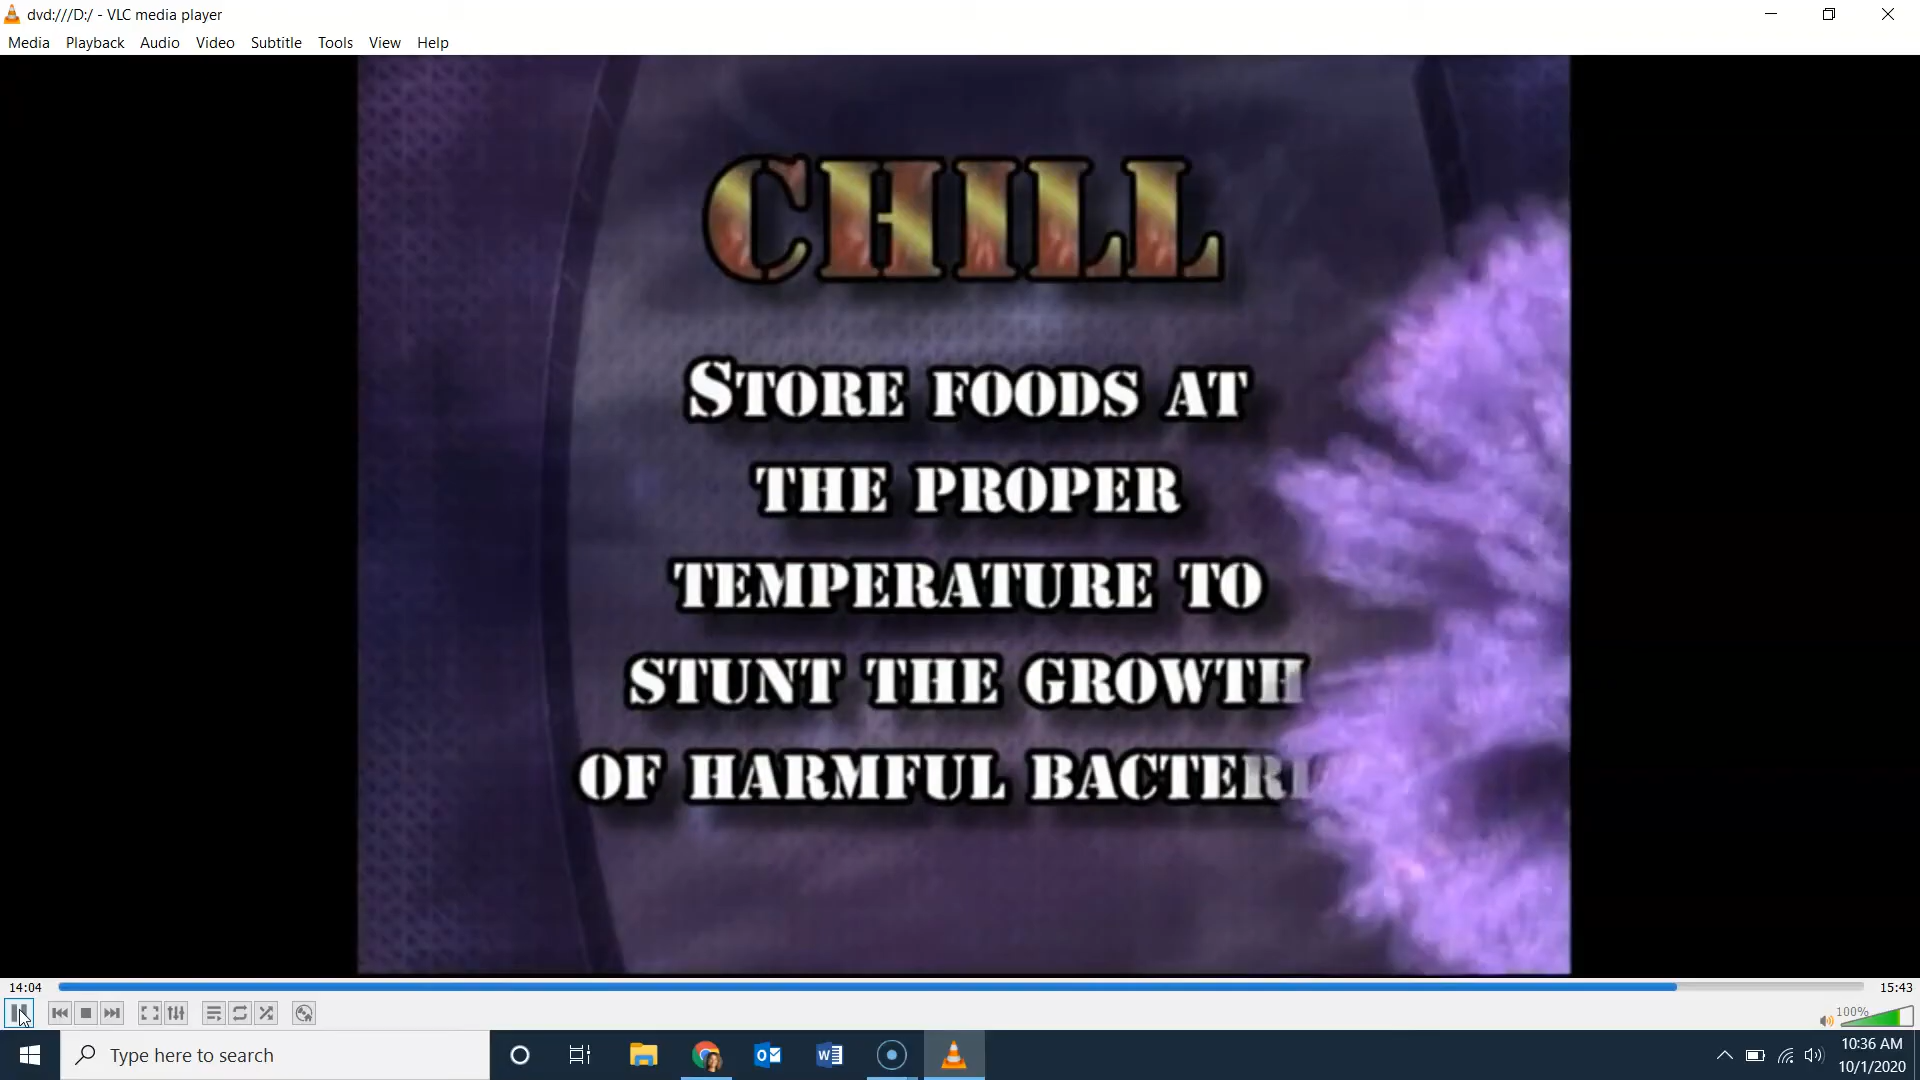 dvd:///D:/ - VLC media player
Media Playback Audio Video Subtitle Tools View Help
CHILL
STORE FOODS AT
THE PROPER
TEMPERATURE TO
STUNT THE GROWTH
OF HARMFUL BACTERI
14:04 15:43
100%
Type here to search
10:36 AM
10/1/2020